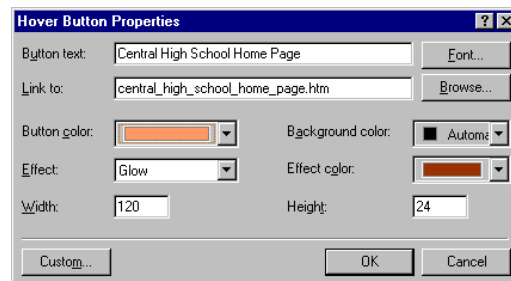 Hover Button Properties ? X
Button text: Central High School Home Page Font...
Link to: central_high_school_home_page.htm Browse...
Button color: Background color: Automa
Effect: Glow Effect color:
Width: 120 Height: 24
Custom... OK Cancel